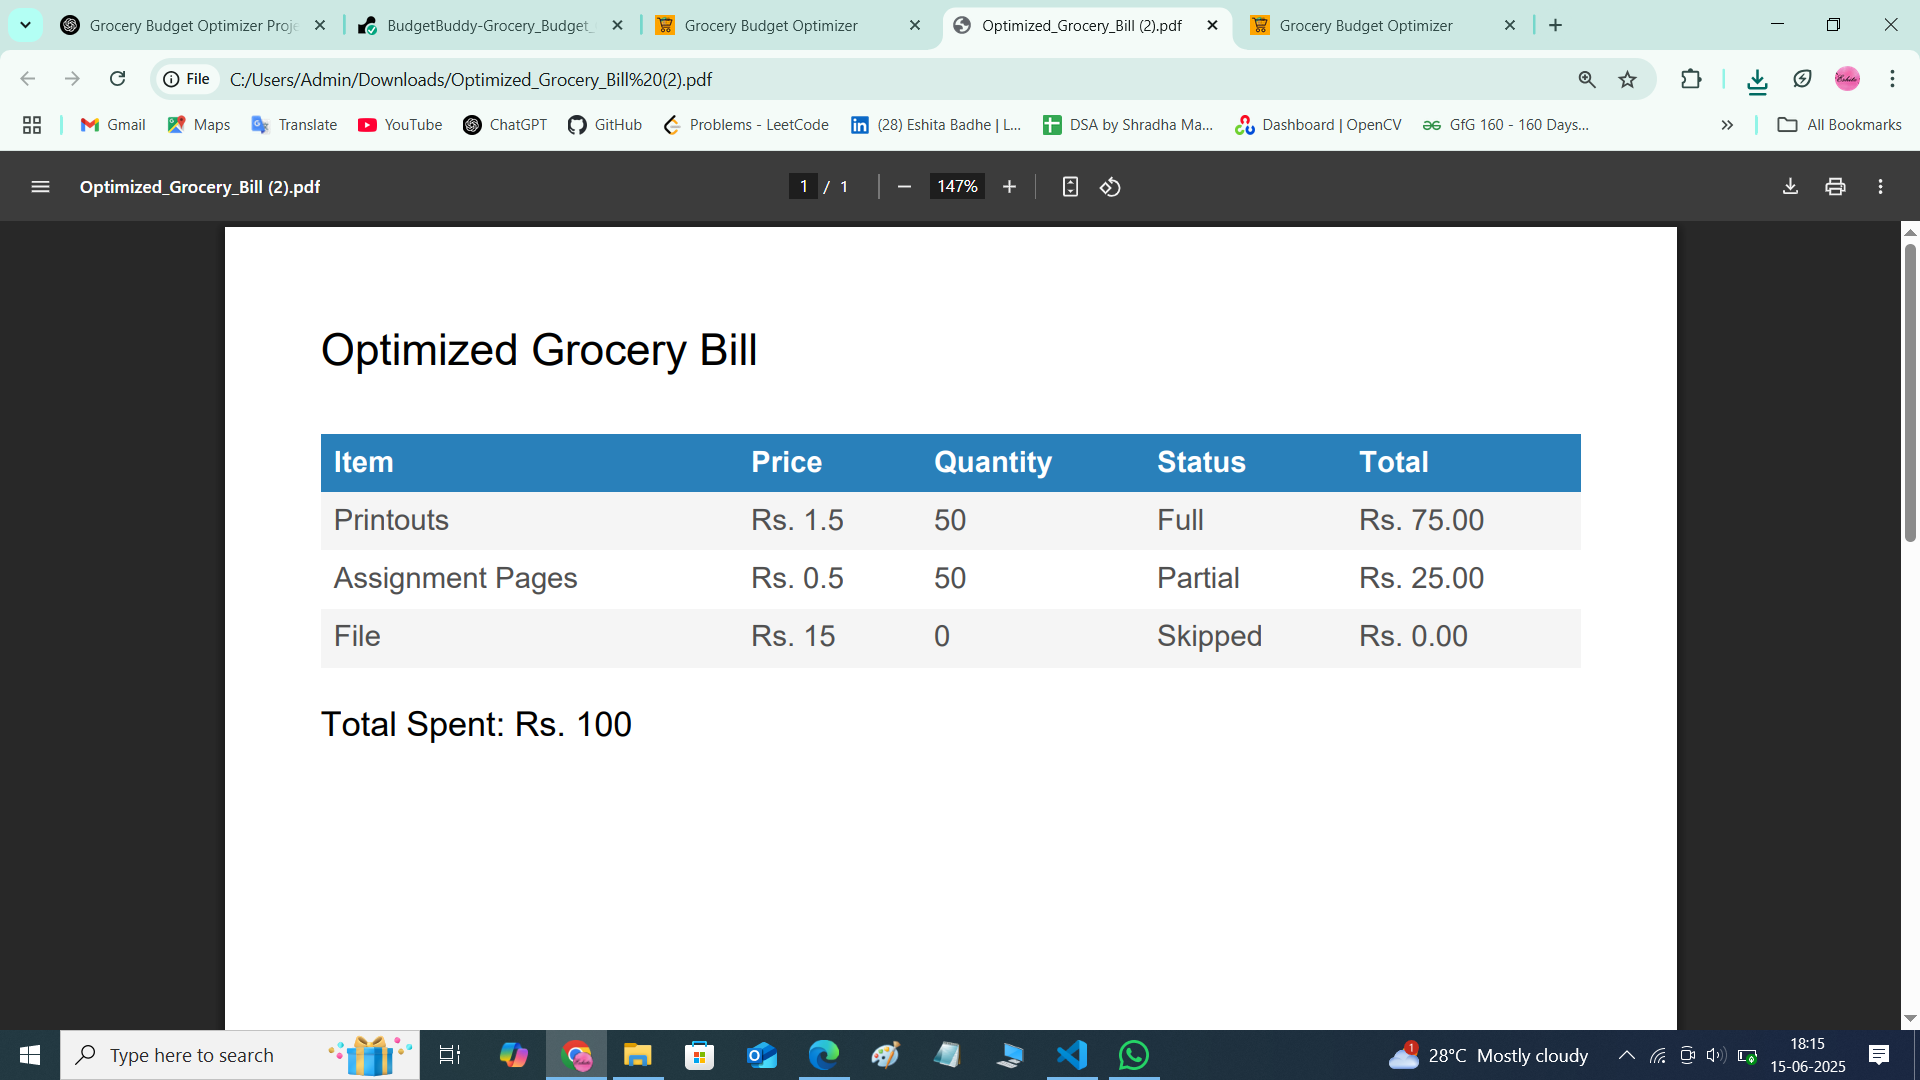 Grocery Budget Optimizer Proje
BudgetBuddy-Grocery_Budget_
Grocery Budget Optimizer
Optimized_Grocery_Bill (2).pdf
Grocery Budget Optimizer
File
C:/Users/Admin/Downloads/Optimized_Grocery_Bill%20(2).pdf
Gmail
Maps
Translate
YouTube
ChatGPT
GitHub
Problems - LeetCode
(28) Eshita Badhe | L...
DSA by Shradha Ma...
Dashboard | OpenCV
GfG 160 - 160 Days...
All Bookmarks
Optimized_Grocery_Bill (2).pdf
1 / 1
147%
Optimized Grocery Bill
Item Price Quantity Status Total
Printouts Rs. 1.5 50 Full Rs. 75.00
Assignment Pages Rs. 0.5 50 Partial Rs. 25.00
File Rs. 15 0 Skipped Rs. 0.00
Total Spent: Rs. 100
Type here to search
1
28°C Mostly cloudy
18:15
15-06-2025